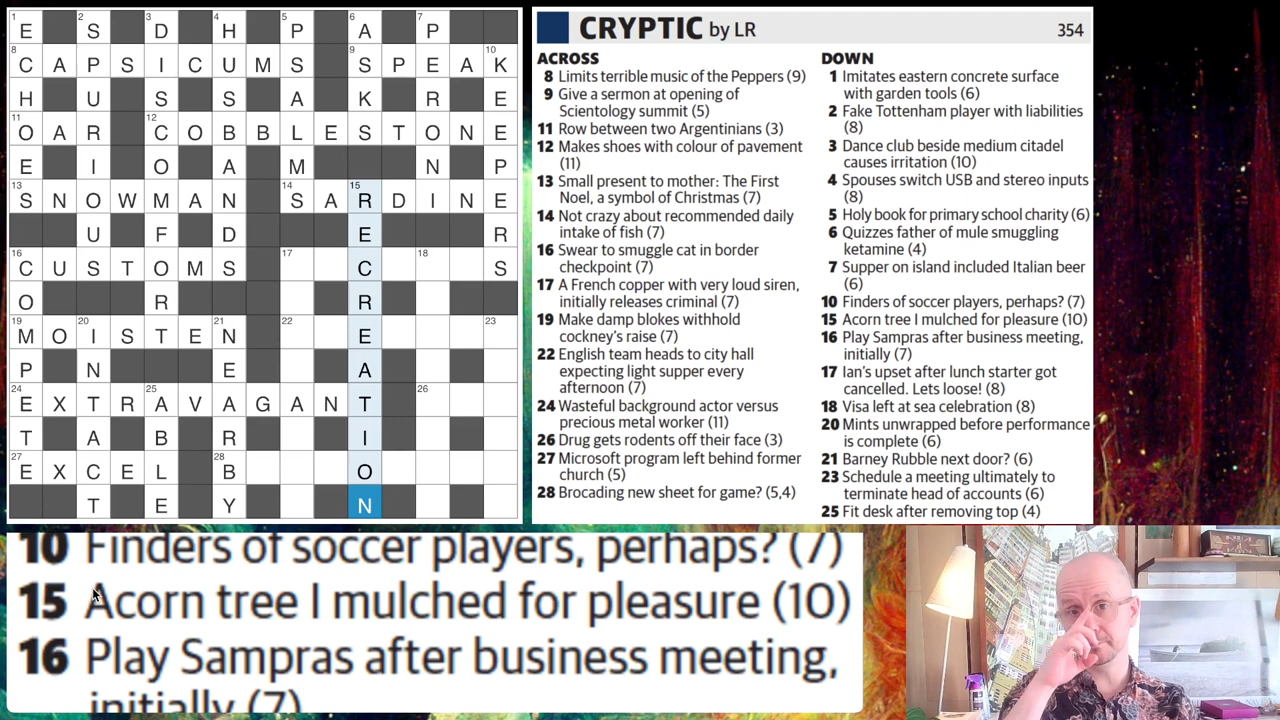 CRYPTIC by LR 354
ACROSS
8 Limits terrible music of the Peppers (9)
9 Give a sermon at opening of
Scientology summit (5)
11 Row between two Argentinians (3)
12 Makes shoes with colour of pavement
(11)
13 Small present to mother: The First
Noel, a symbol of Christmas (7)
14 Not crazy about recommended daily
intake of fish (7)
16 Swear to smuggle cat in border
checkpoint (7)
17 A French copper with very loud siren,
initially releases criminal (7)
19 Make damp blokes withhold
cockney's raise (7)
22 English team heads to city hall
expecting light supper every
afternoon (7)
24 Wasteful background actor versus
precious metal worker (11)
26 Drug gets rodents off their face (3)
27 Microsoft program left behind former
church (5)
28 Brocading new sheet for game? (5,4)
DOWN
1 Imitates eastern concrete surface
with garden tools (6)
2 Fake Tottenham player with liabilities
(8)
3 Dance club beside medium citadel
causes irritation (10)
4 Spouses switch USB and stereo inputs
(8)
5 Holy book for primary school charity (6)
6 Quizzes father of mule smuggling
ketamine (4)
7 Supper on island included Italian beer
(6)
10 Finders of soccer players, perhaps? (7)
15 Acorn tree I mulched for pleasure (10)
16 Play Sampras after business meeting,
initially (7)
17 Ian's upset after lunch starter got
cancelled. Lets loose! (8)
18 Visa left at sea celebration (8)
20 Mints unwrapped before performance
is complete (6)
21 Barney Rubble next door? (6)
23 Schedule a meeting ultimately to
terminate head of accounts (6)
25 Fit desk after removing top (4)
1 E 2 S 3 D 4 H 5 P 6 A 7 P
8 C A P S I C U M S 9 S P E A 10 K
H U S S A K R E
11 O A R 12 C O B B L E S T O N E
E I O A M N P
13 S N O W M A N 14 S A 15 R D I N E
U F D E R
16 C U S T O M S 17 C 18 S
O R R
19 M O 20 I S T E 21 N 22 E 23
P N E A
24 E X T R 25 A V A G A N T 26
T A B R I
27 E X C E L 28 B O
T E Y N
10 Finders of soccer players, perhaps? (7)
15 Acorn tree I mulched for pleasure (10)
16 Play Sampras after business meeting,
initially (7)